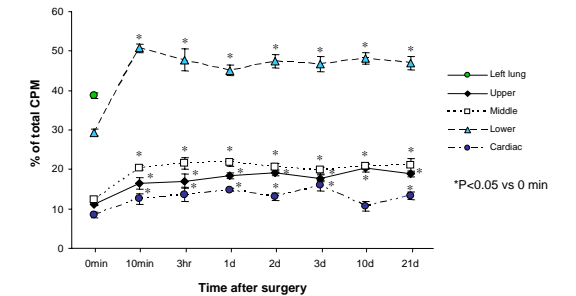 60
50
40
30
20
10
0
% of total CPM
* * * * * * *
* * * * * * *
* * * * * * *
* * * * * * *
0min 10min 3hr 1d 2d 3d 10d 21d
Time after surgery
Left lung
Upper
Middle
Lower
Cardiac
*P<0.05 vs 0 min